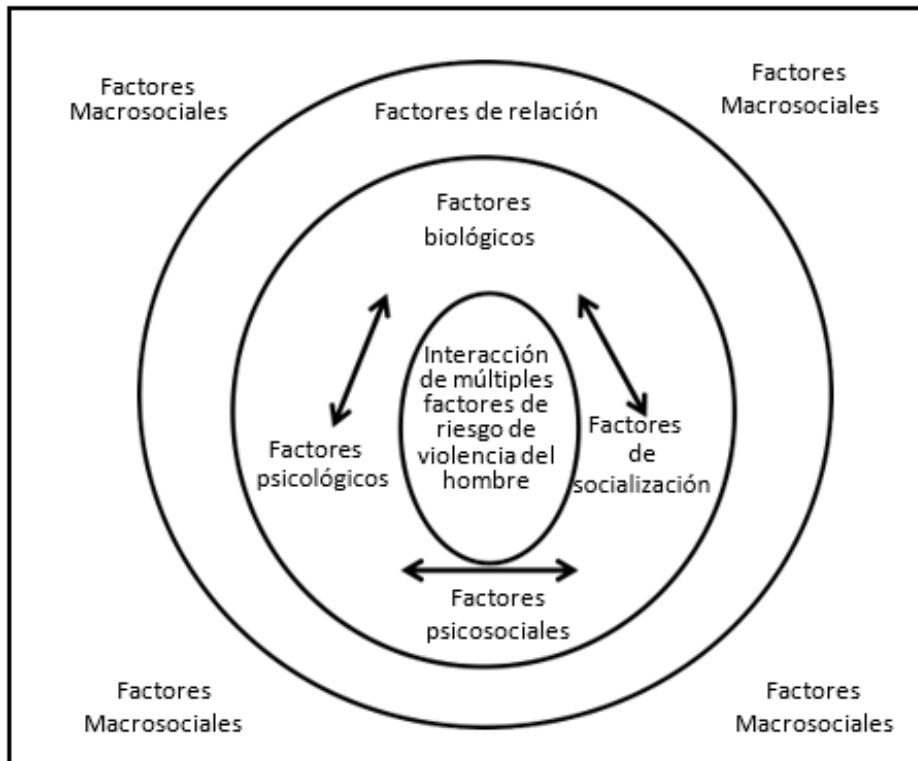 Factores
Macrosociales
Factores
Macrosociales
Factores de relación
Factores
biológicos
Interacción
de múltiples
factores de
riesgo de
violencia del
hombre
Factores
psicológicos
Factores
de
socialización
Factores
psicosociales
Factores
Macrosociales
Factores
Macrosociales